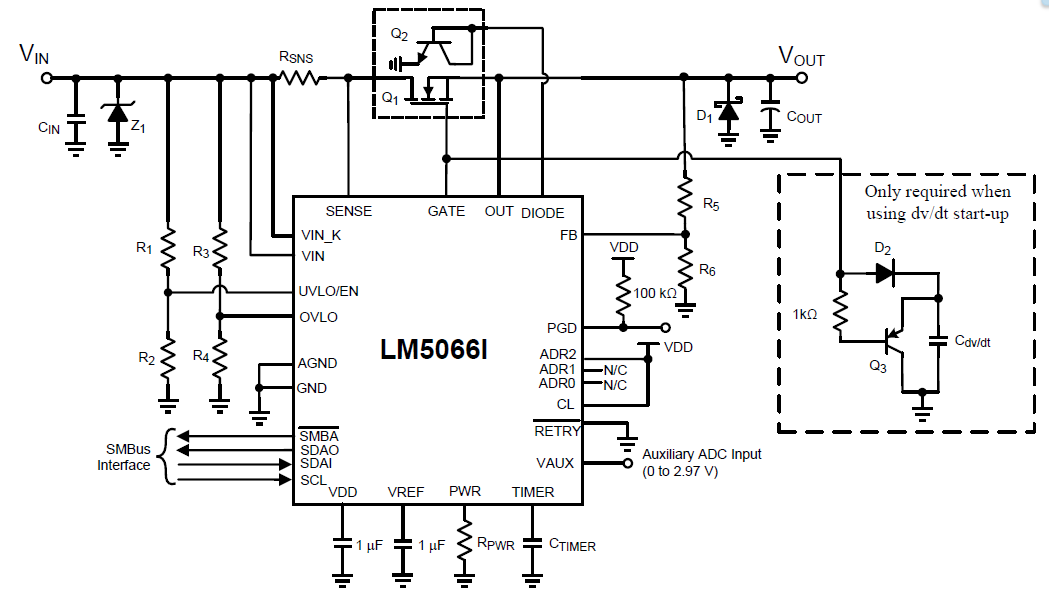 Q2
VIN
RSNS
VOUT
Q1
CIN
Z1
D1
COUT
SENSE
GATE
OUT
DIODE
Only required when
using dv/dt start-up
R5
VIN_K
FB
VDD
R1
R3
VIN
D2
R6
UVLO/EN
100 kΩ
1kΩ
OVLO
PGD
LM5066I
VDD
Cdv/dt
R2
R4
ADR2
AGND
ADR1
N/C
Q3
GND
ADR0
N/C
CL
SMBus
Interface
SMBA
RETRY
SDAO
SDAI
SCL
VAUX
Auxiliary ADC Input
(0 to 2.97 V)
VDD
VREF
PWR
TIMER
1 μF
1 μF
RPWR
CTIMER